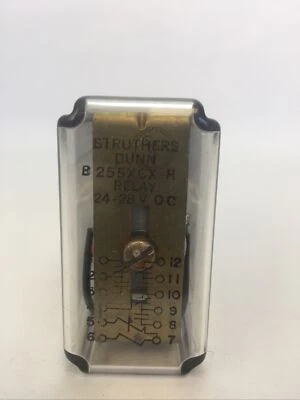 STRUTHERS
DUNN
B 255XCX H
RELAY
24-28 V DC
12
11
10
9
5 8
6 7